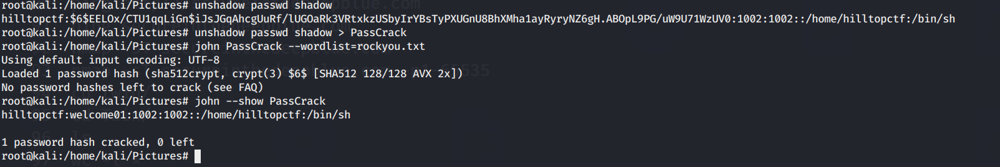 root@kali:/home/kali/Pictures# unshadow passwd shadow
hilltopctf:$6$EELOx/CTU1qqLiGn$iJsJGqAhcgUuRf/lUGOaRk3VRtxkzUSbyIrYBsTyPXUGnU8BhXMha1ayRyryNZ6gH.ABOpL9PG/uW9U71WzUV0:1002:1002::/home/hilltopctf:/bin/sh
root@kali:/home/kali/Pictures# unshadow passwd shadow > PassCrack
root@kali:/home/kali/Pictures# john PassCrack --wordlist=rockyou.txt
Using default input encoding: UTF-8
Loaded 1 password hash (sha512crypt, crypt(3) $6$ [SHA512 128/128 AVX 2x])
No password hashes left to crack (see FAQ)
root@kali:/home/kali/Pictures# john --show PassCrack
hilltopctf:welcome01:1002:1002::/home/hilltopctf:/bin/sh
1 password hash cracked, 0 left
root@kali:/home/kali/Pictures#